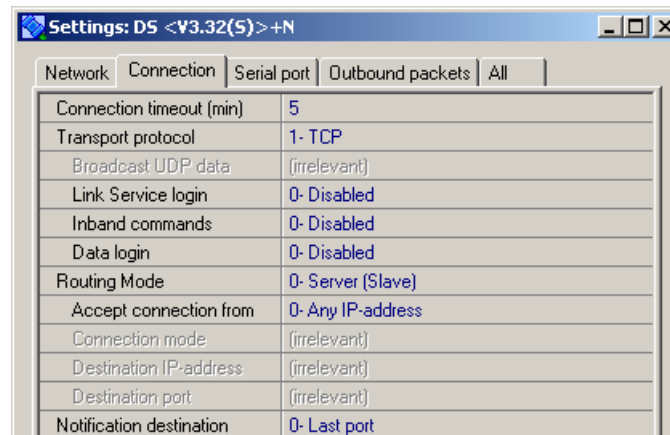 Settings: DS <V3.32(S)>+N
Network Connection Serial port Outbound packets All
Connection timeout (min) 5
Transport protocol 1- TCP
Broadcast UDP data (irrelevant)
Link Service login 0- Disabled
Inband commands 0- Disabled
Data login 0- Disabled
Routing Mode 0- Server (Slave)
Accept connection from 0- Any IP-address
Connection mode (irrelevant)
Destination IP-address (irrelevant)
Destination port (irrelevant)
Notification destination 0- Last port